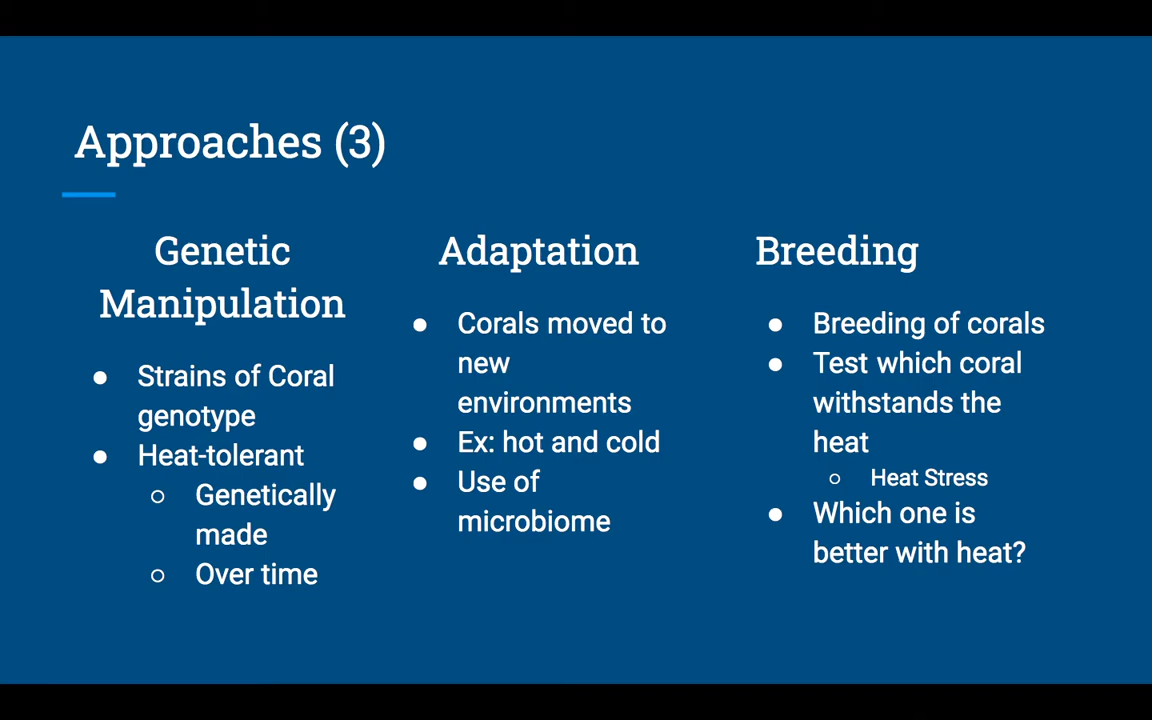 Approaches (3)
Genetic
Manipulation
● Strains of Coral
genotype
● Heat-tolerant
○ Genetically
made
○ Over time
Adaptation
● Corals moved to
new
environments
● Ex: hot and cold
● Use of
microbiome
Breeding
● Breeding of corals
● Test which coral
withstands the
heat
○ Heat Stress
● Which one is
better with heat?